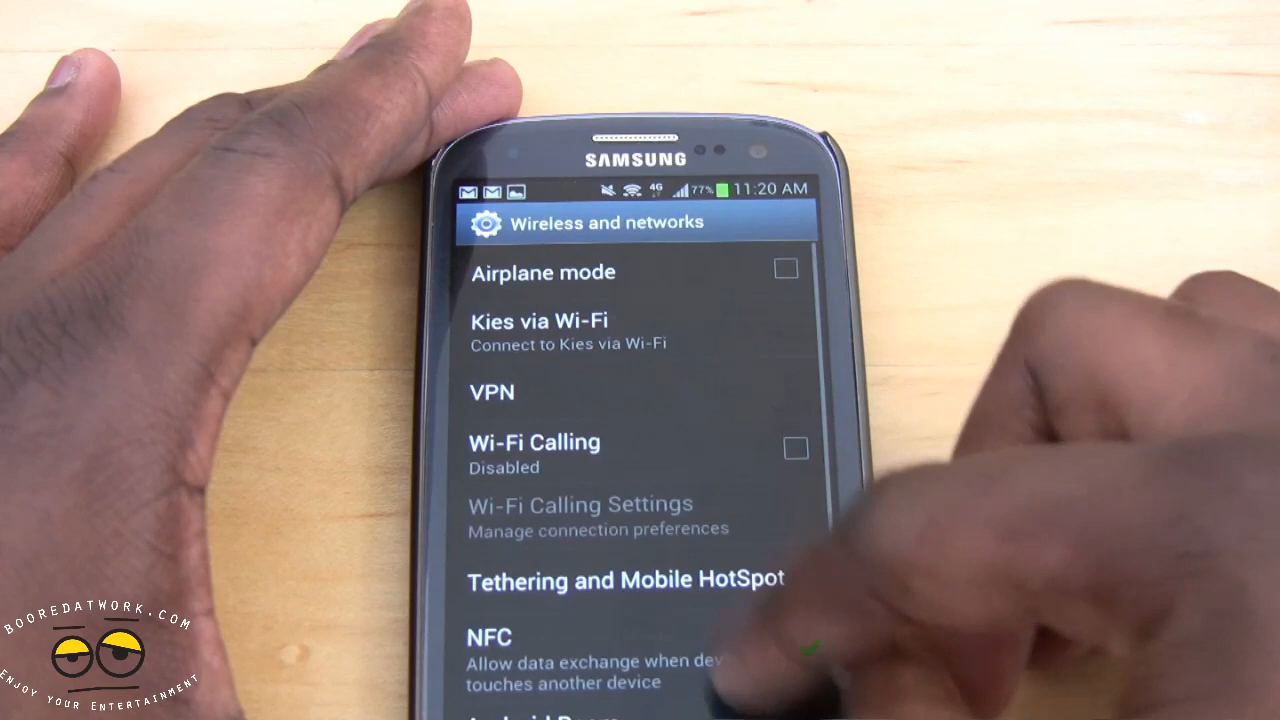 SAMSUNG
4G 77% 11:20 AM
Wireless and networks
Airplane mode
Kies via Wi-Fi
Connect to Kies via Wi-Fi
VPN
Wi-Fi Calling
Disabled
Wi-Fi Calling Settings
Manage connection preferences
Tethering and Mobile HotSpot
NFC
Allow data exchange when
touches another device
BOOREDATWORK.COM
ENJOY YOUR ENTERTAINMENT